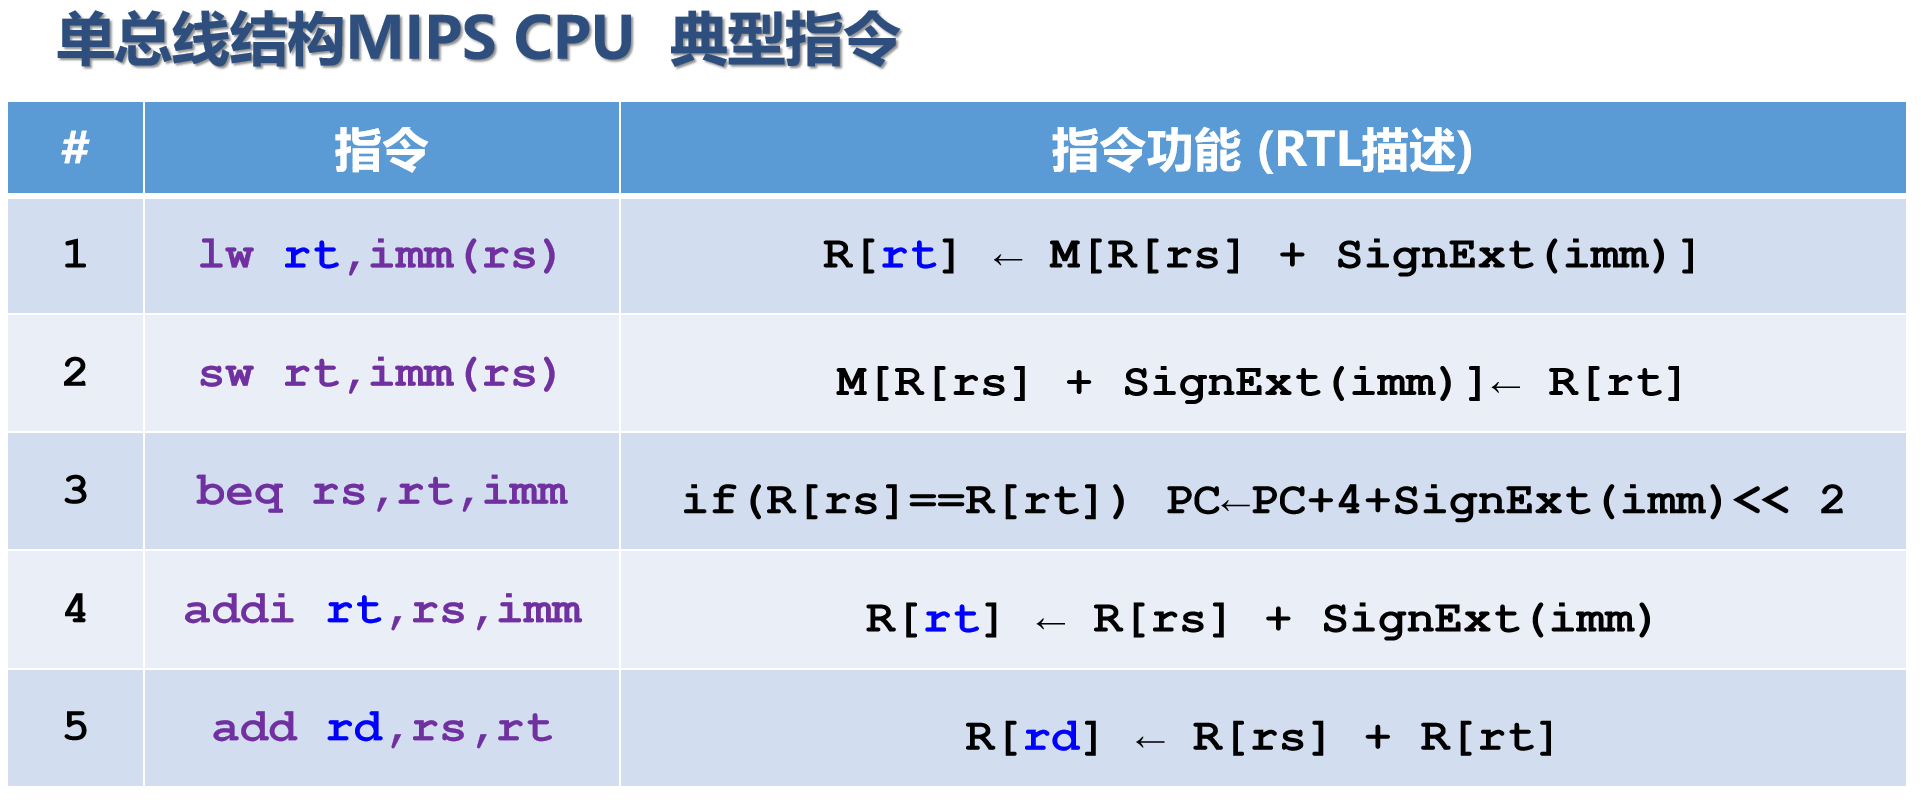 单总线结构MIPS CPU 典型指令
# 指令 指令功能 (RTL描述)
1 lw rt,imm(rs) R[rt] ← M[R[rs] + SignExt(imm)]
2 sw rt,imm(rs) M[R[rs] + SignExt(imm)]← R[rt]
3 beq rs,rt,imm if(R[rs]==R[rt]) PC←PC+4+SignExt(imm)<< 2
4 addi rt,rs,imm R[rt] ← R[rs] + SignExt(imm)
5 add rd,rs,rt R[rd] ← R[rs] + R[rt]